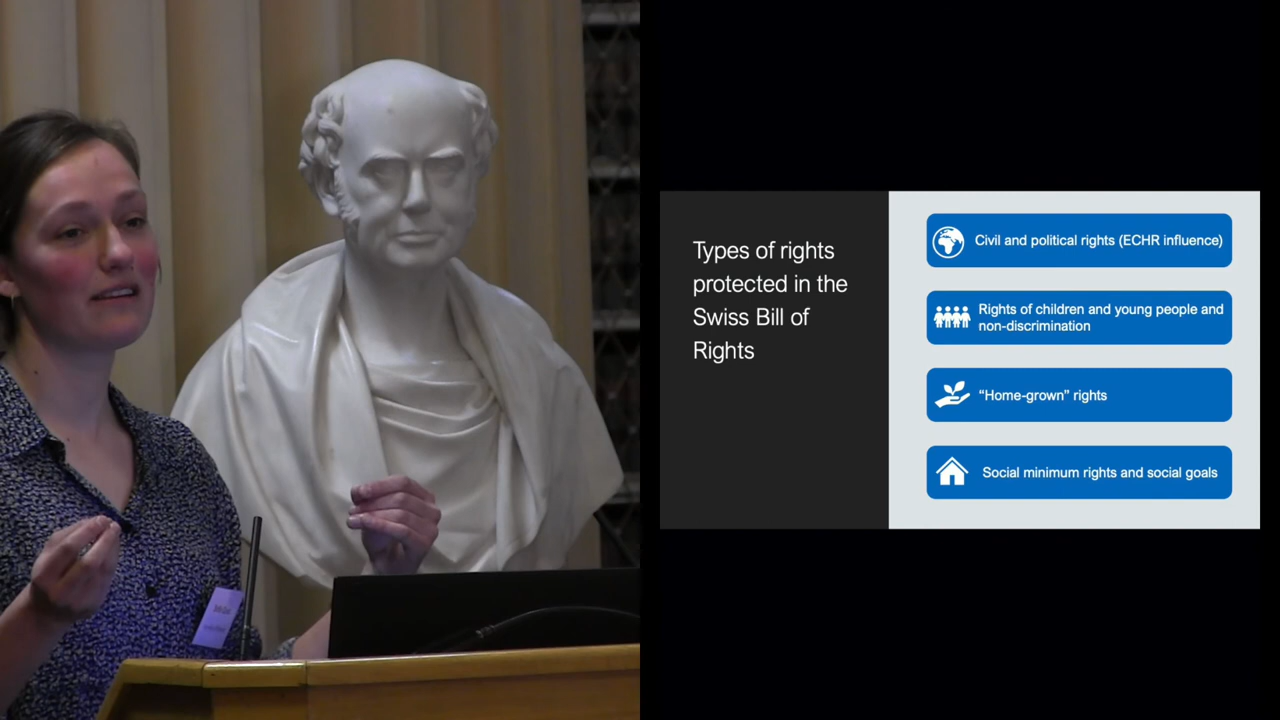 Types of rights
protected in the
Swiss Bill of
Rights
Civil and political rights (ECHR influence)
Rights of children and young people and
non-discrimination
“Home-grown” rights
Social minimum rights and social goals